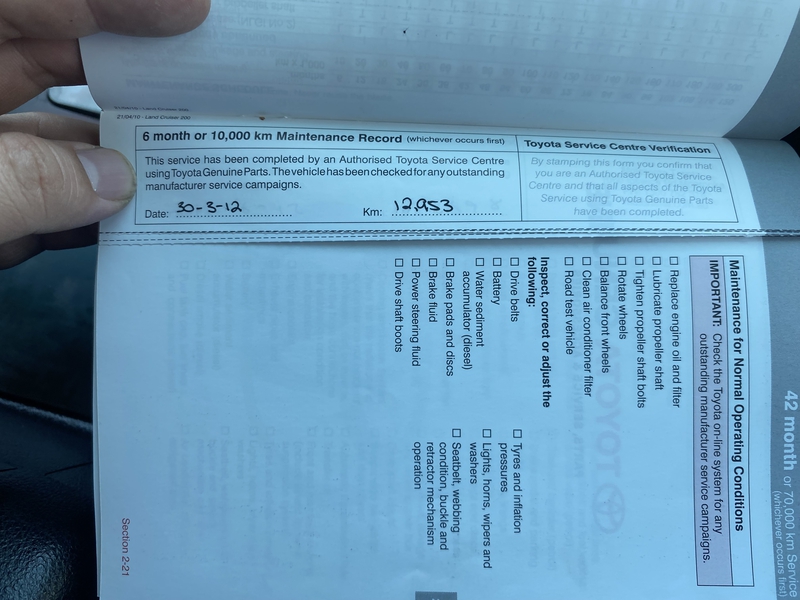 21/04/10 - Land Cruiser 200
6 month or 10,000 km Maintenance Record (whichever occurs first)
This service has been completed by an Authorised Toyota Service Centre
using Toyota Genuine Parts. The vehicle has been checked for any outstanding
manufacturer service campaigns.
Date: 30-3-12
Km: 12,953
Toyota Service Centre Verification
By stamping this form you confirm that
you are an Authorised Toyota Service
Centre and that all aspects of the Toyota
Service using Toyota Genuine Parts
have been completed.
42 month or 70,000 km Service
(whichever occurs first)
Maintenance for Normal Operating Conditions
IMPORTANT: Check the Toyota on-line system for any
outstanding manufacturer service campaigns.
☐ Replace engine oil and filter
☐ Lubricate propeller shaft
☐ Tighten propeller shaft bolts
☐ Rotate wheels
☐ Balance front wheels
☐ Clean air conditioner filter
☐ Road test vehicle
Inspect, correct or adjust the
following:
☐ Drive belts
☐ Battery
☐ Water sediment
accumulator (diesel)
☐ Brake pads and discs
☐ Brake fluid
☐ Power steering fluid
☐ Drive shaft boots
☐ Tyres and inflation
pressures
☐ Lights, horns, wipers and
washers
☐ Seatbelt, webbing
condition, buckle and
retractor mechanism
operation
Section 2-21